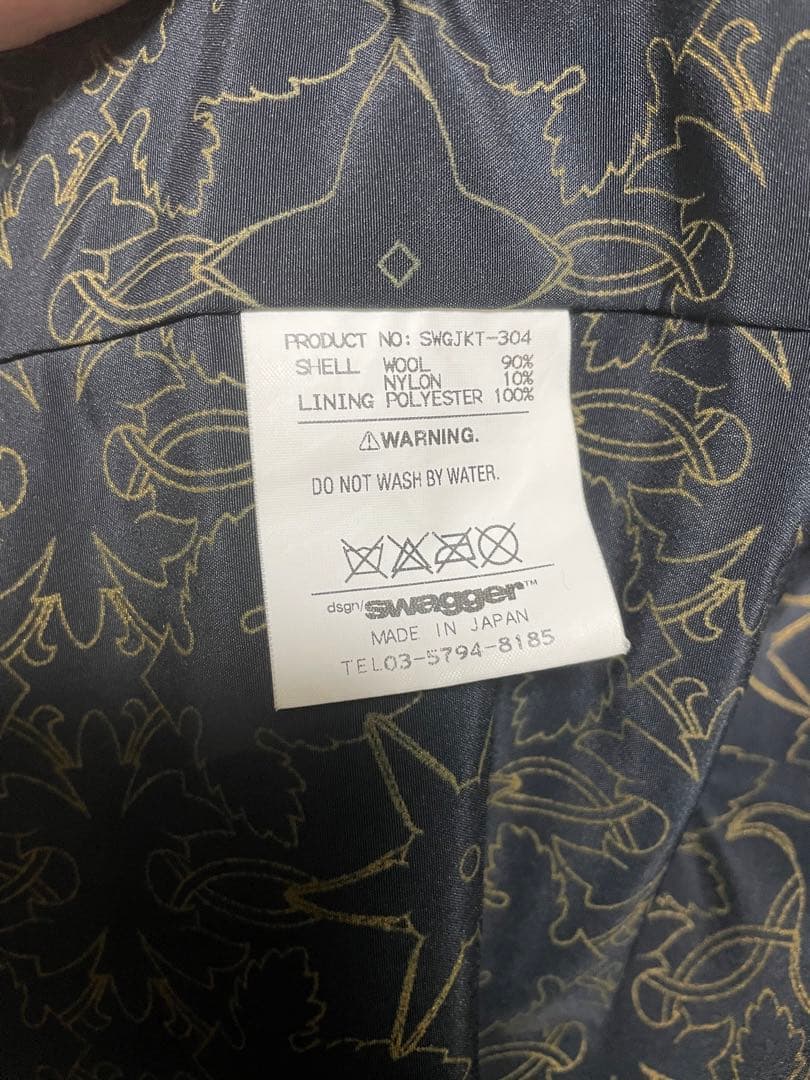 PRODUCT NO: SWGJKT-304
SHELL WOOL 90%
NYLON 10%
LINING POLYESTER 100%
⚠WARNING.
DO NOT WASH BY WATER.
dsgn/swagger™
MADE IN JAPAN
TEL03-5794-8185